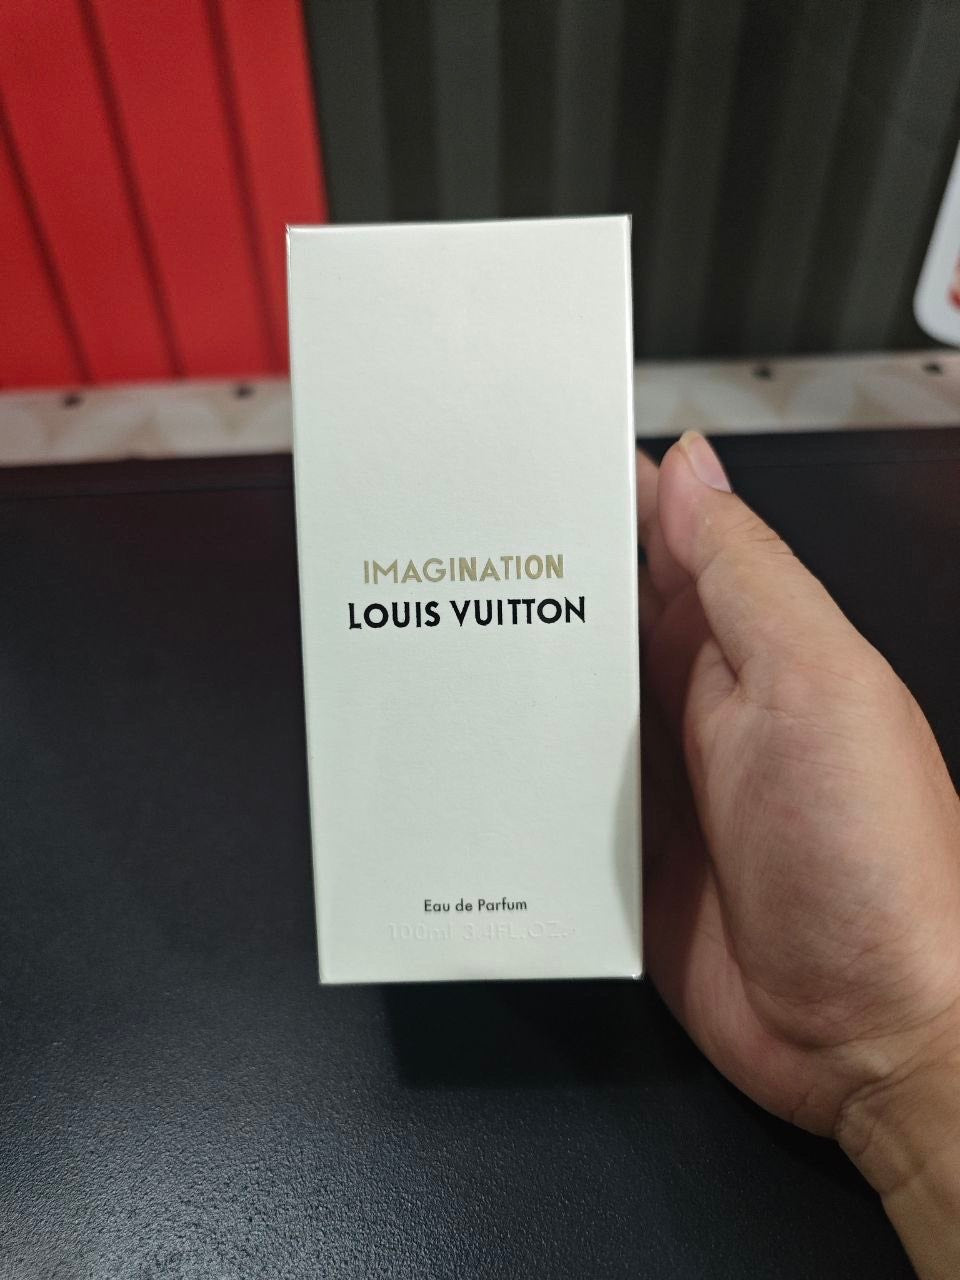 IMAGINATION
LOUIS VUITTON
Eau de Parfum
100ml 3.4FL.OZ.